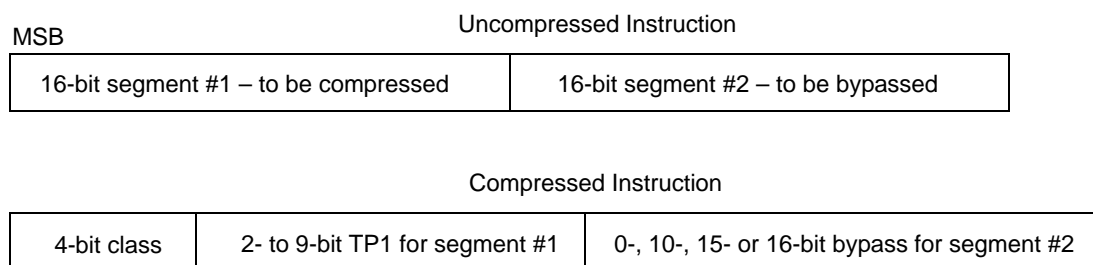 Uncompressed Instruction
MSB
16-bit segment #1 – to be compressed
16-bit segment #2 – to be bypassed
Compressed Instruction
4-bit class
2- to 9-bit TP1 for segment #1
0-, 10-, 15- or 16-bit bypass for segment #2